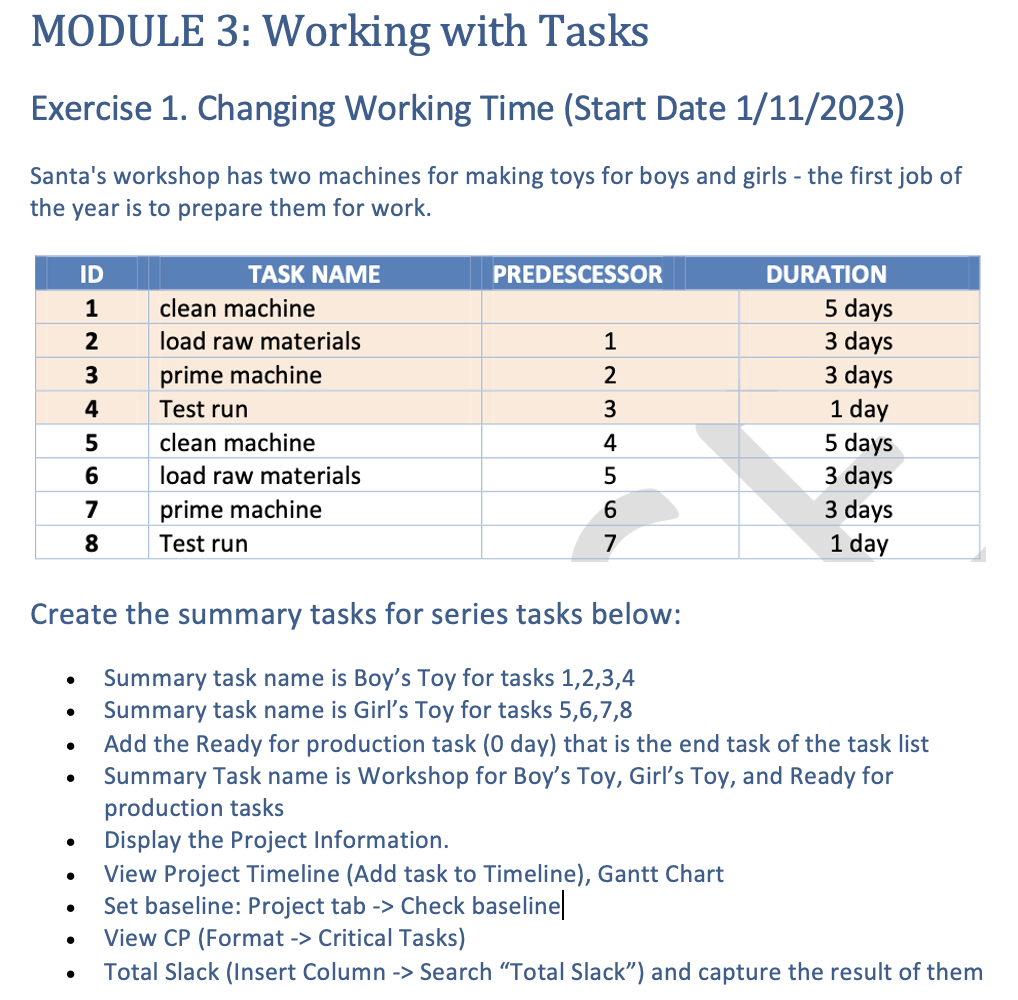 MODULE 3: Working with Tasks
Exercise 1. Changing Working Time (Start Date 1/11/2023)
Santa's workshop has two machines for making toys for boys and girls - the first job of
the year is to prepare them for work.
ID TASK NAME PREDESCESSOR DURATION
1 clean machine 5 days
2 load raw materials 1 3 days
3 prime machine 2 3 days
4 Test run 3 1 day
5 clean machine 4 5 days
6 load raw materials 5 3 days
7 prime machine 6 3 days
8 Test run 7 1 day
Create the summary tasks for series tasks below:
• Summary task name is Boy’s Toy for tasks 1,2,3,4
• Summary task name is Girl’s Toy for tasks 5,6,7,8
• Add the Ready for production task (0 day) that is the end task of the task list
• Summary Task name is Workshop for Boy’s Toy, Girl’s Toy, and Ready for
production tasks
• Display the Project Information.
• View Project Timeline (Add task to Timeline), Gantt Chart
• Set baseline: Project tab -> Check baseline
• View CP (Format -> Critical Tasks)
• Total Slack (Insert Column -> Search “Total Slack”) and capture the result of them